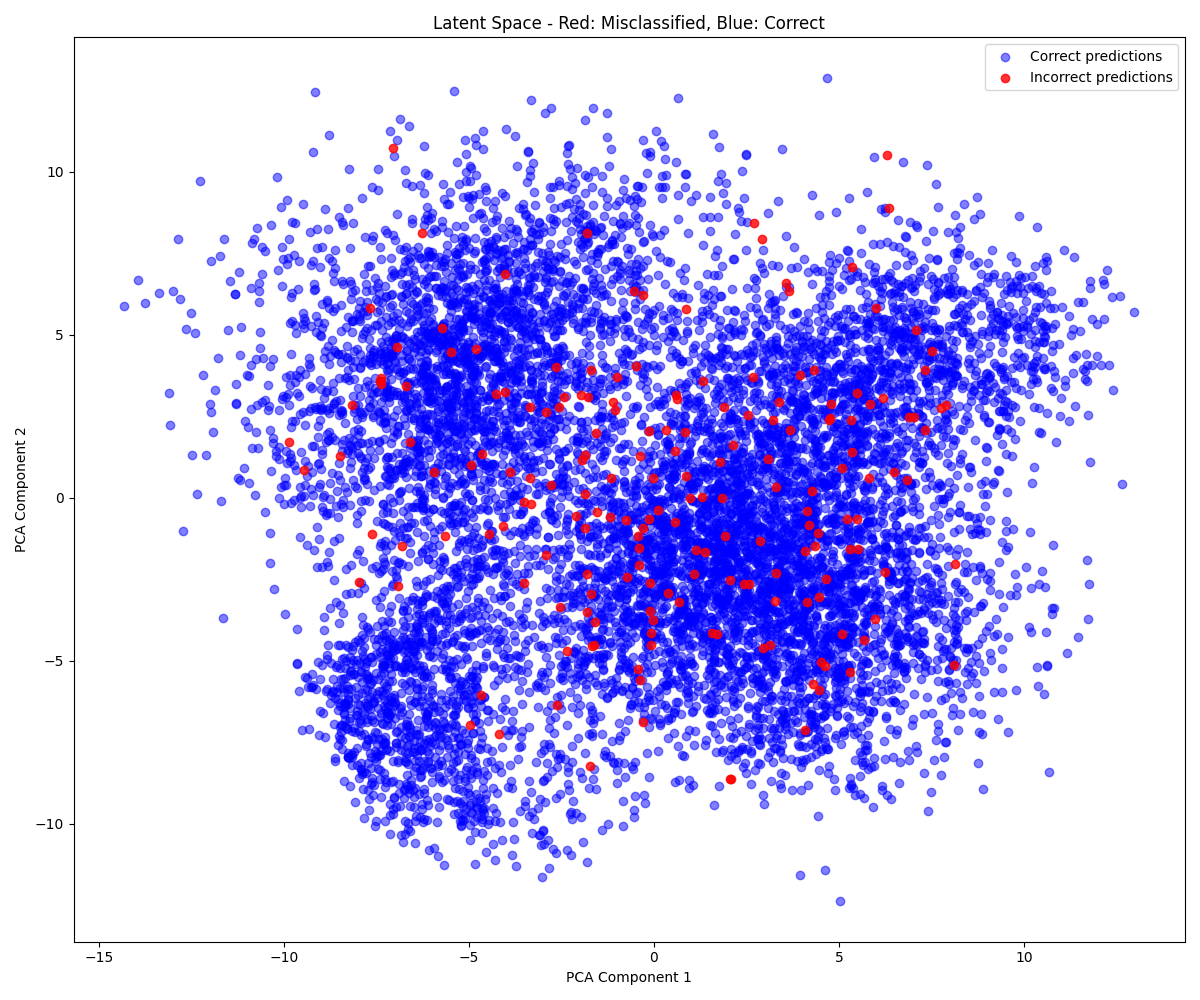 Latent Space - Red: Misclassified, Blue: Correct
Correct predictions
Incorrect predictions
10
5
0
−5
−10
PCA Component 2
−15
−10
−5
0
5
10
PCA Component 1